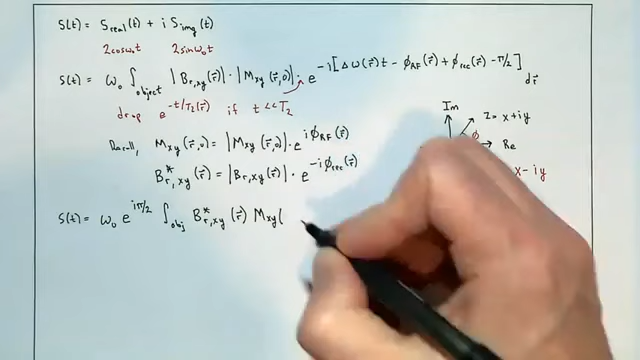 S(t) = S_real(t) + i S_img(t)
2cosω₀t 2sinω₀t
S(t) = ω₀ ∫_object |B_r,xy(r⃗)| · |M_xy(r⃗,0)| · e^{-i[Δω(r⃗)t - ϕ_RF(r⃗) + ϕ_rec(r⃗) - π/2]} dr⃗
drop e^{-t/T₂(r⃗)} if t << T₂
Im
Z = x + iy
ϕ
Re
Recall, M_xy(r⃗,0) = |M_xy(r⃗,0)| · e^{iϕ_RF(r⃗)}
B*_r,xy(r⃗) = |B_r,xy(r⃗)| · e^{-iϕ_rec(r⃗)}
x - iy
S(t) = ω₀ e^{iπ/2} ∫_obj B*_r,xy(r⃗) M_xy(